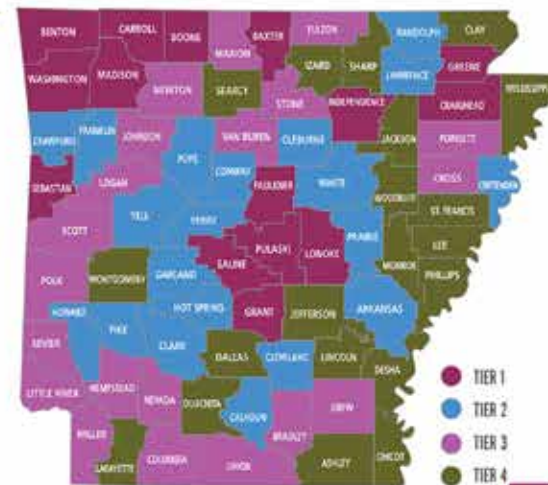 BENTON
CARROLL
BOONE
MARION
BAXTER
FULTON
RANDOLPH
CLAY
WASHINGTON
MADISON
NEWTON
SEARCY
IZARD
SHARP
LAWRENCE
GREENE
STONE
INDEPENDENCE
CRAIGHEAD
MISSISSIPPI
CRAWFORD
FRANKLIN
JOHNSON
POPE
VAN BUREN
CLEBURNE
JACKSON
POINSETT
SEBASTIAN
LOGAN
CONWAY
FAULKNER
WHITE
WOODRUFF
CROSS
CRITTENDEN
SCOTT
YELL
PERRY
PULASKI
LONOKE
PRAIRIE
ST. FRANCIS
LEE
POLK
MONTGOMERY
GARLAND
SALINE
MONROE
PHILLIPS
HOWARD
PIKE
HOT SPRING
GRANT
JEFFERSON
ARKANSAS
SEVIER
CLARK
DALLAS
CLEVELAND
LINCOLN
DESHA
LITTLE RIVER
HEMPSTEAD
NEVADA
OUACHITA
CALHOUN
DREW
MILLER
BRADLEY
LAFAYETTE
COLUMBIA
UNION
ASHLEY
CHICOT
TIER 1
TIER 2
TIER 3
TIER 4